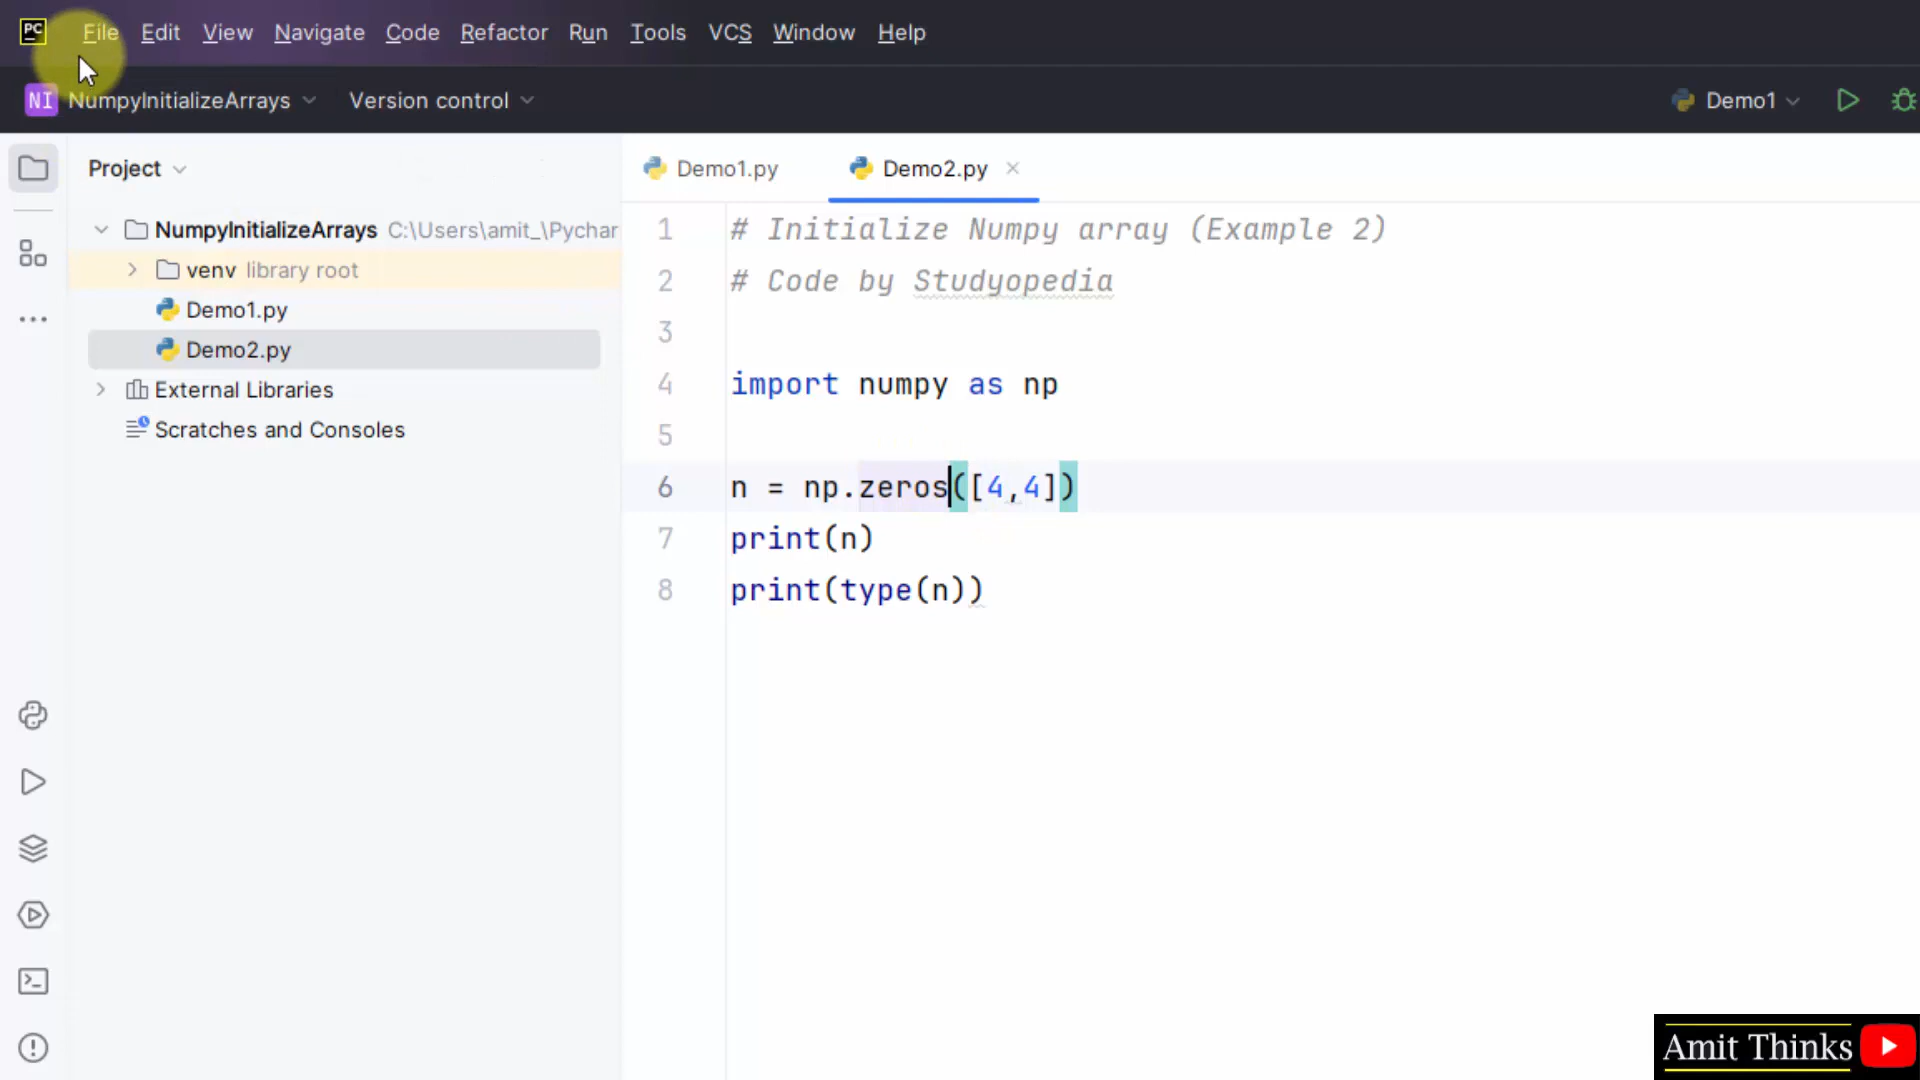 PC File Edit View Navigate Code Refactor Run Tools VCS Window Help
NI NumpyInitializeArrays Version control Demo1
Project
Demo1.py Demo2.py
NumpyInitializeArrays C:\Users\amit_\Pychar
venv library root
Demo1.py
Demo2.py
External Libraries
Scratches and Consoles
1 # Initialize Numpy array (Example 2)
2 # Code by Studyopedia
3
4 import numpy as np
5
6 n = np.zeros([4,4])
7 print(n)
8 print(type(n))
Amit Thinks